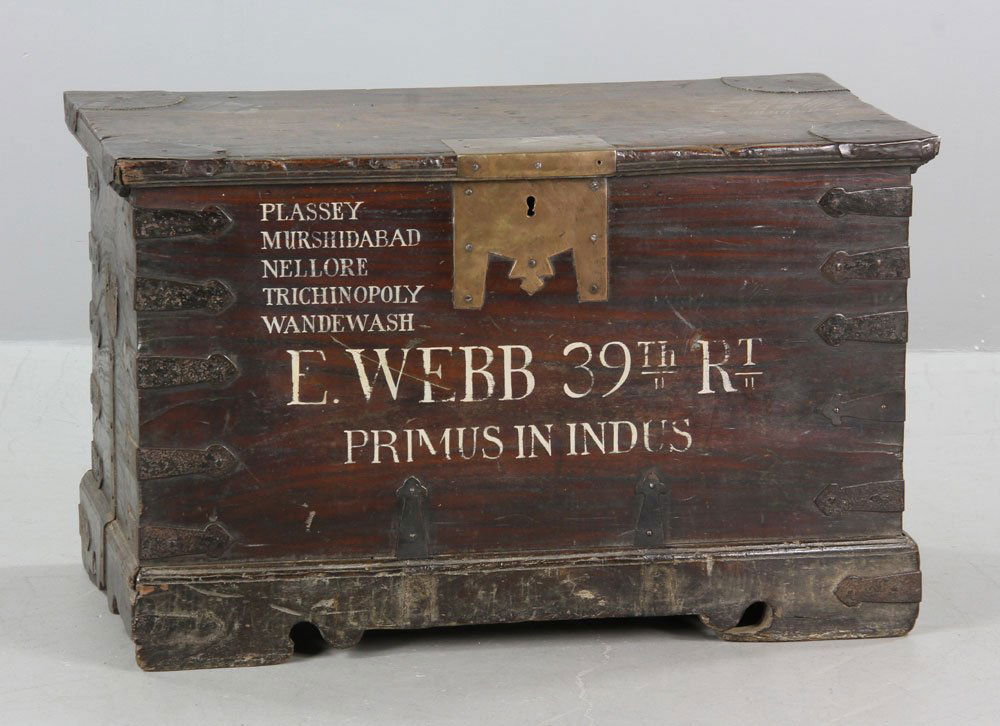 PLASSEY
MURSHIDABAD
NELLORE
TRICHINOPOLY
WANDEWASH
E. WEBB 39TH RT
PRIMUS IN INDUS